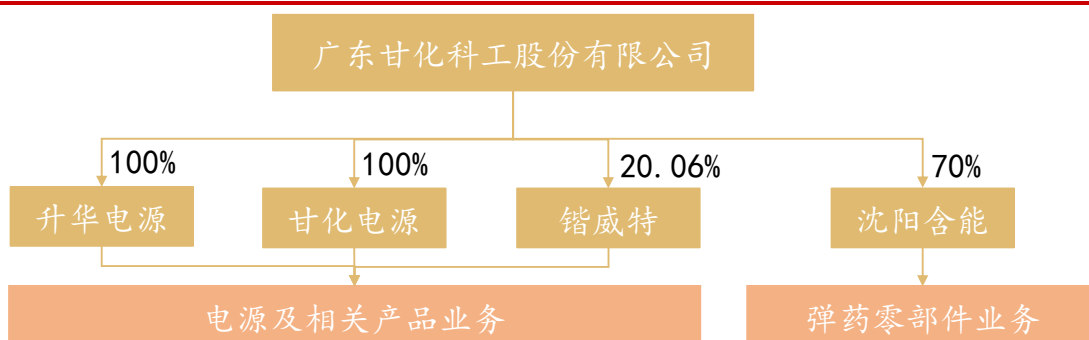 广东甘化科工股份有限公司
100%
100%
20.06%
70%
升华电源
甘化电源
锴威特
沈阳含能
电源及相关产品业务
弹药零部件业务